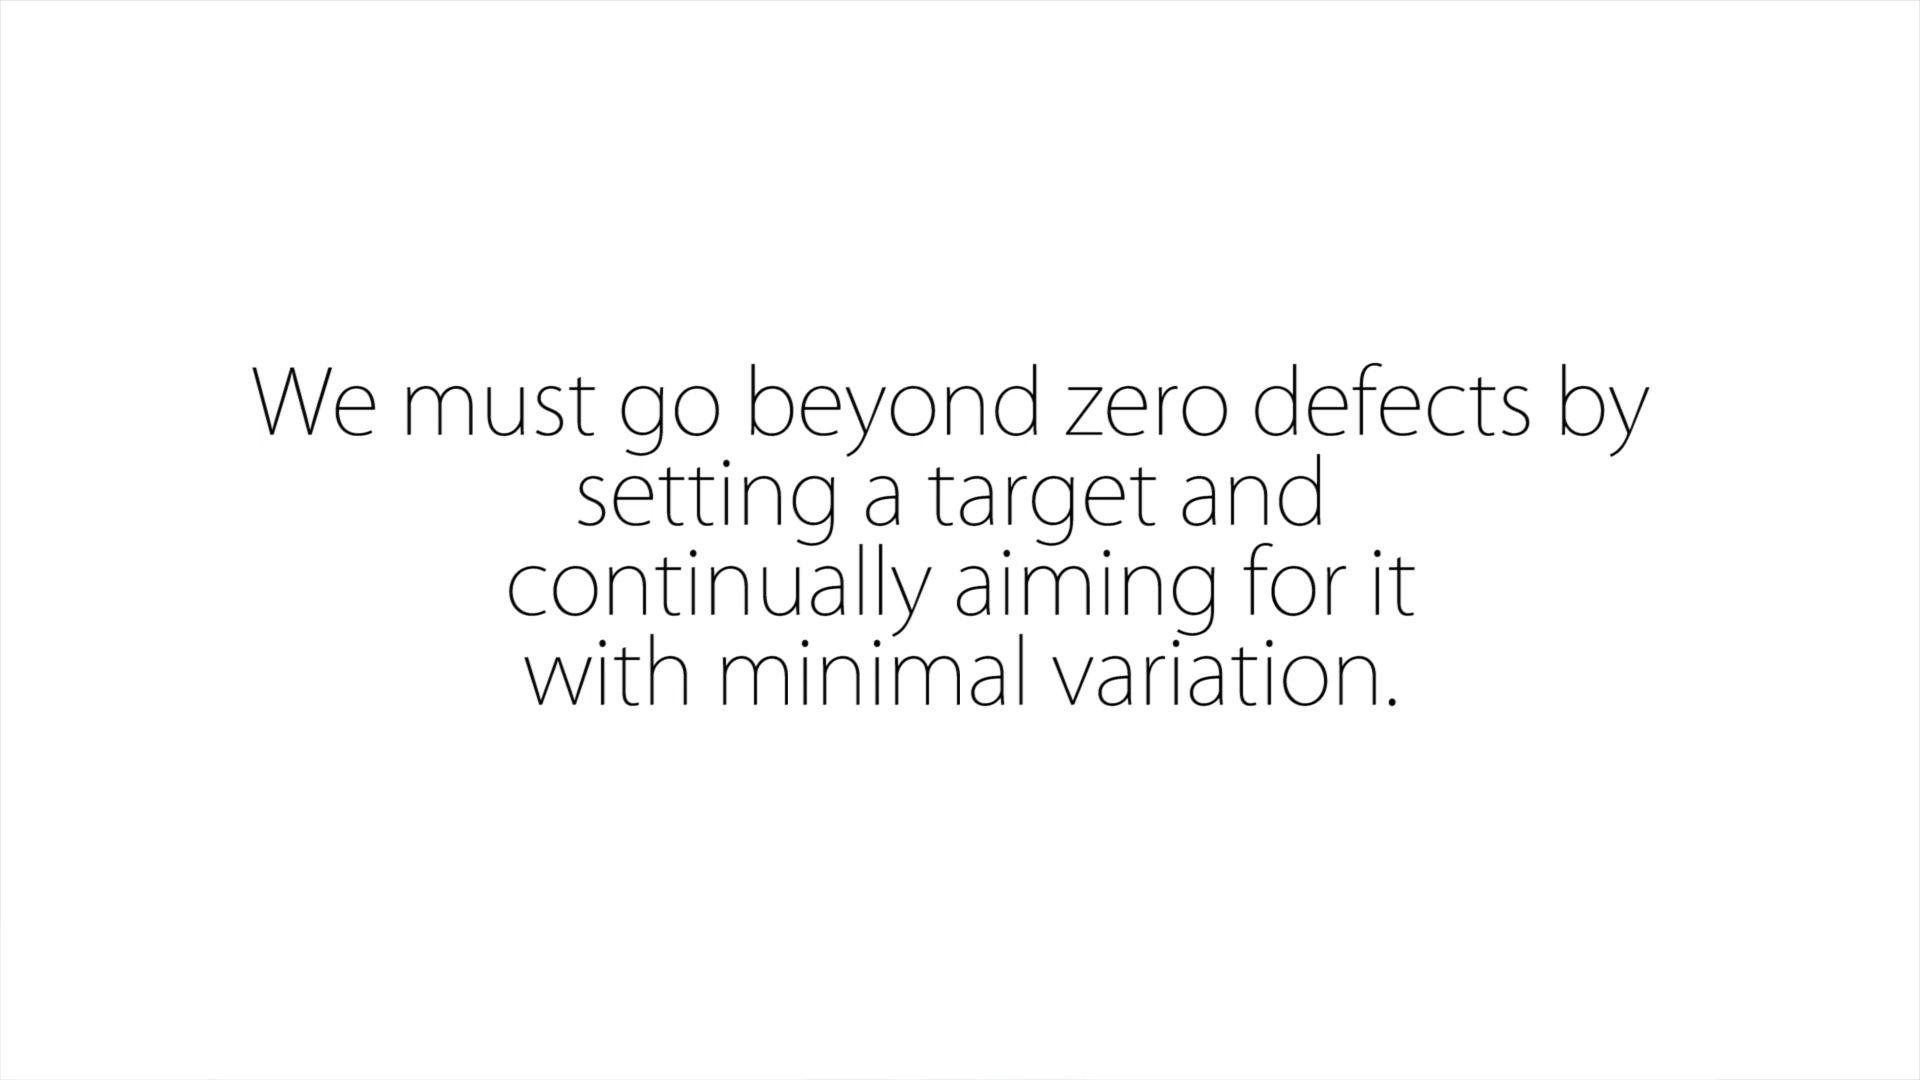 We must go beyond zero defects by
setting a target and
continually aiming for it
with minimal variation.